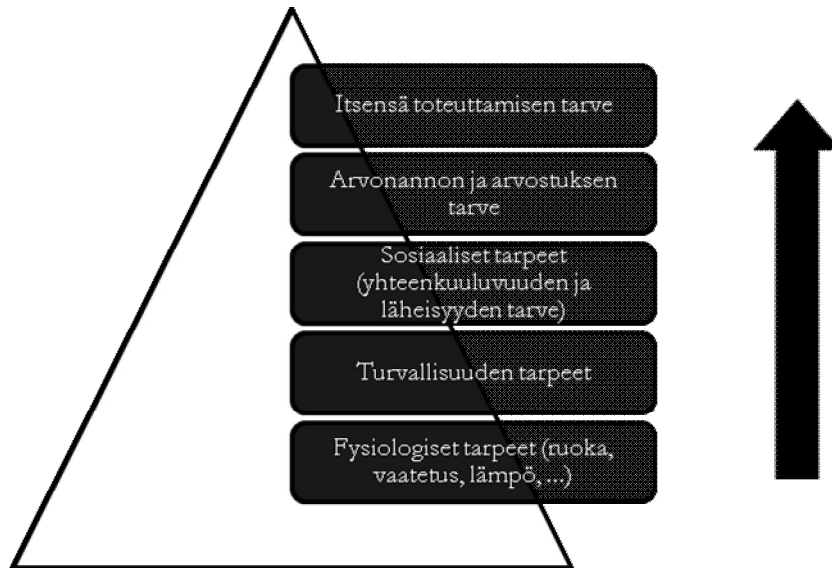 Itsensä toteuttamisen tarve
Arvonannon ja arvostuksen
tarve
Sosiaaliset tarpeet
(yhteenkuuluvuuden ja
läheisyyden tarve)
Turvallisuuden tarpeet
Fysiologiset tarpeet (ruoka,
vaatetus, lämpö, ...)